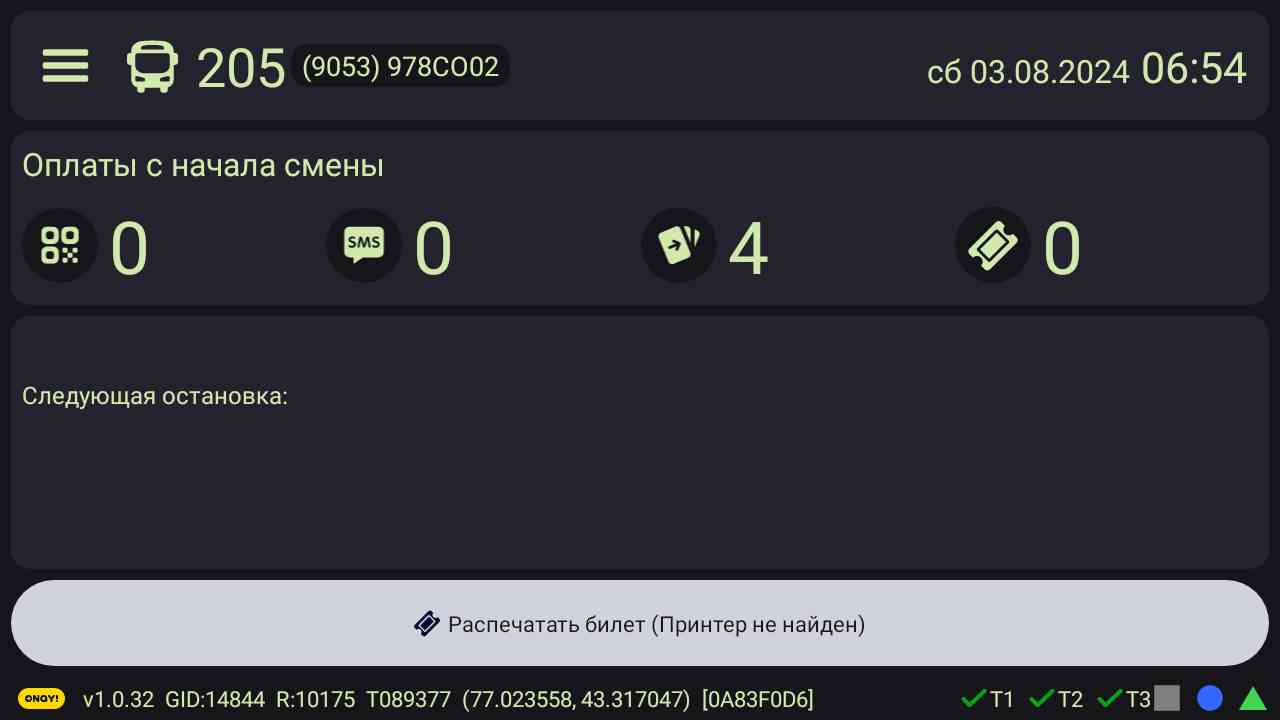 205 (9053) 978CO02 сб 03.08.2024 06:54
Оплаты с начала смены
0 SMS 0 4 0
Следующая остановка:
Распечатать билет (Принтер не найден)
ONAY! v1.0.32 GID:14844 R:10175 T089377 (77.023558, 43.317047) [0A83F0D6] T1 T2 T3